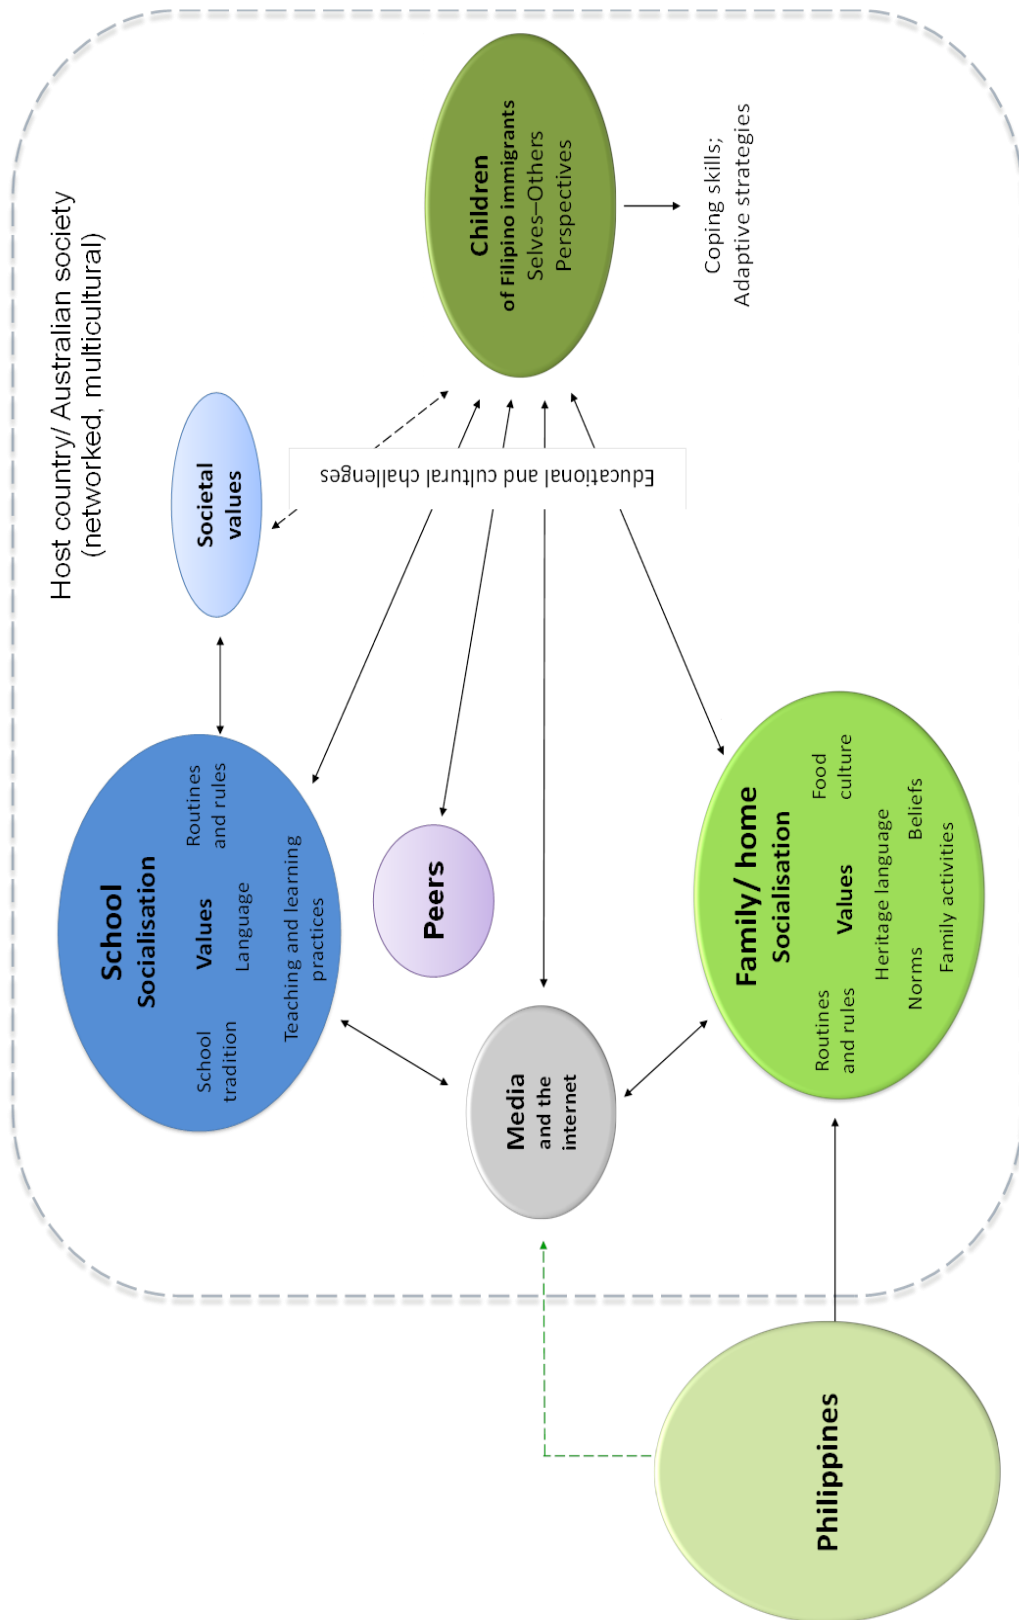 Host country/ Australian society
(networked, multicultural)
School
Socialisation
School
tradition
Values
Language
Routines
and rules
Teaching and learning
practices
Societal
values
Peers
Media
and the
internet
Educational and cultural challenges
Children
of Filipino immigrants
Selves–Others
Perspectives
Coping skills;
Adaptive strategies
Family/ home
Socialisation
Routines
and rules
Values
Food
culture
Heritage language
Norms
Beliefs
Family activities
Philippines